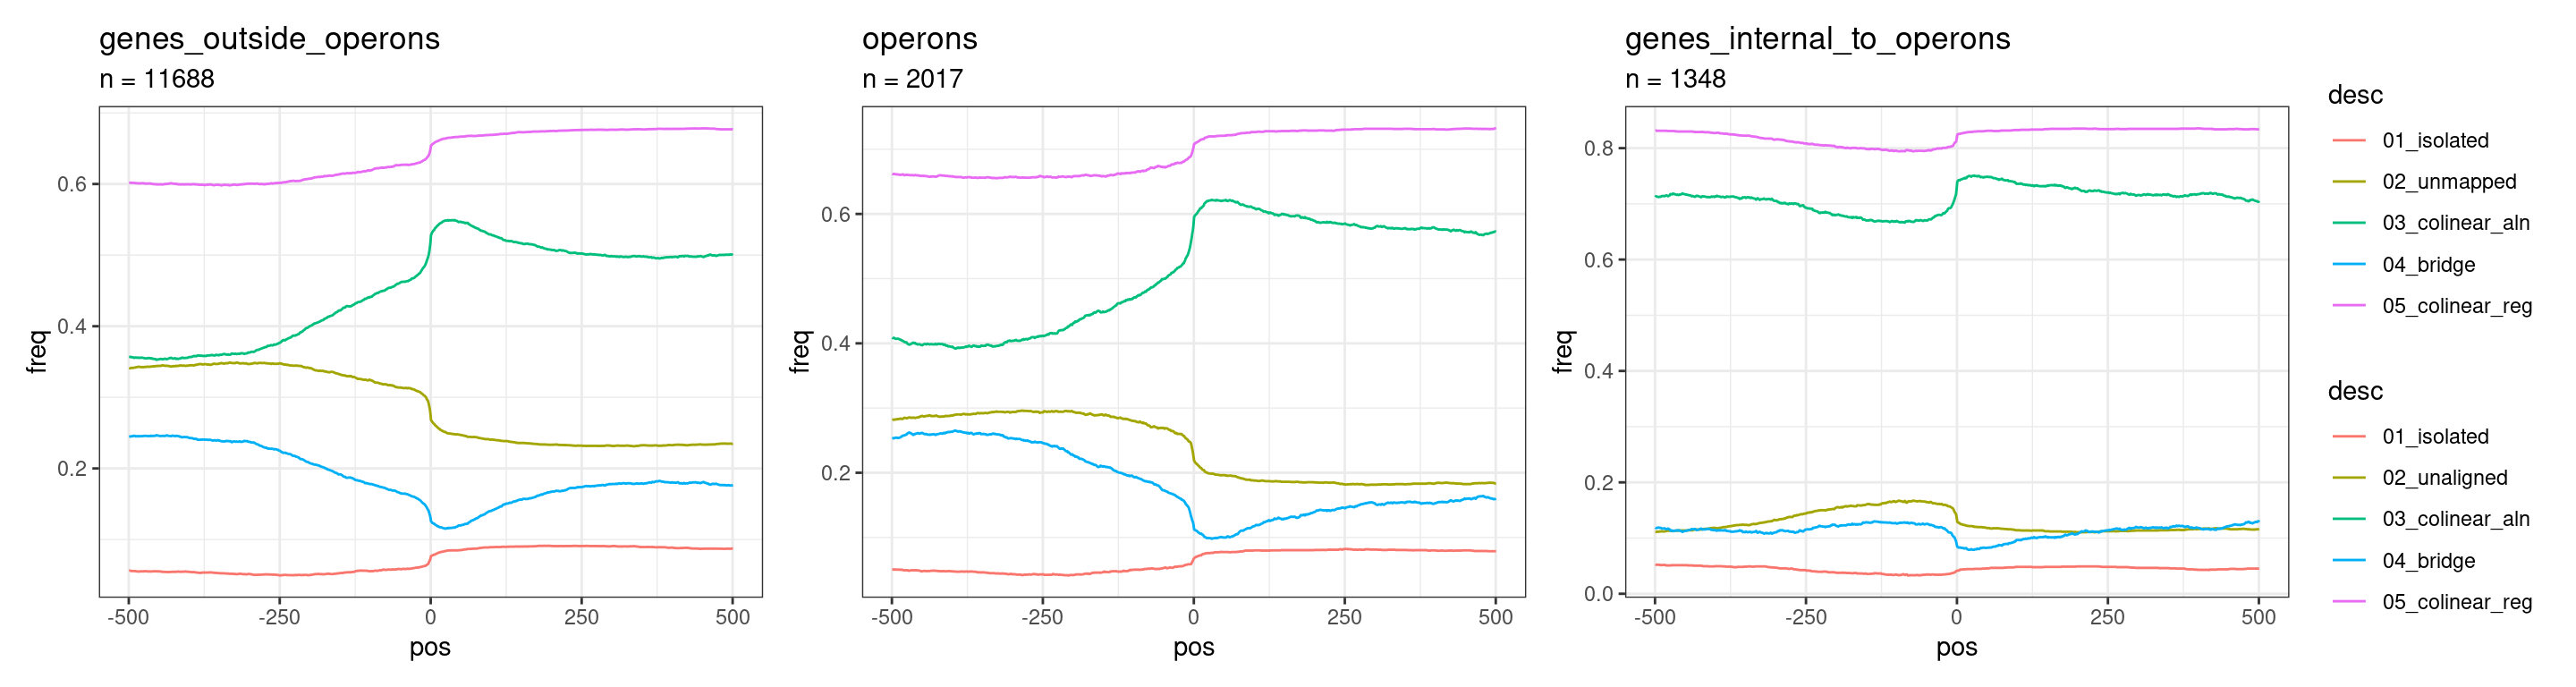 genes_outside_operons
n = 11688
freq
0.6
0.4
0.2
-500
-250
0
250
500
pos
operons
n = 2017
freq
0.6
0.4
0.2
-500
-250
0
250
500
pos
genes_internal_to_operons
n = 1348
freq
0.8
0.6
0.4
0.2
0.0
-500
-250
0
250
500
pos
desc
01_isolated
02_unmapped
03_colinear_aln
04_bridge
05_colinear_reg
desc
01_isolated
02_unaligned
03_colinear_aln
04_bridge
05_colinear_reg